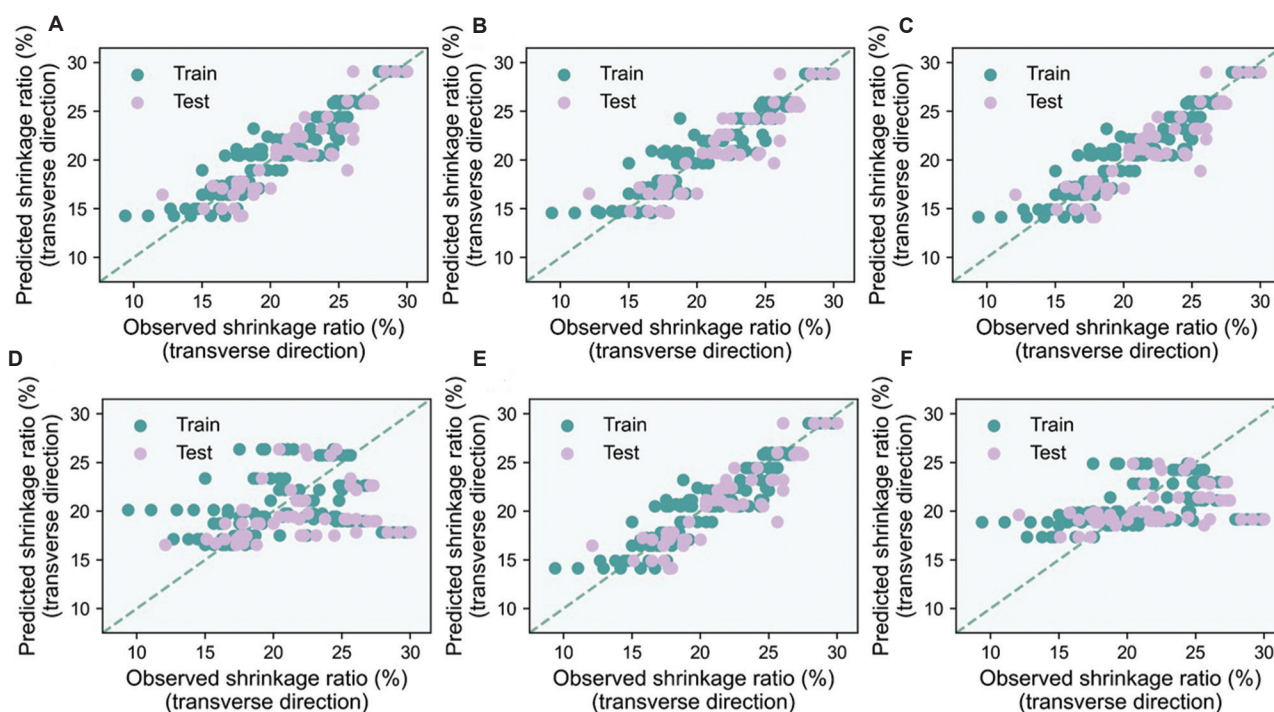 A
Predicted shrinkage ratio (%)
(transverse direction)
30
25
20
15
10
Train
Test
10 15 20 25 30
Observed shrinkage ratio (%)
(transverse direction)
B
Predicted shrinkage ratio (%)
(transverse direction)
30
25
20
15
10
Train
Test
10 15 20 25 30
Observed shrinkage ratio (%)
(transverse direction)
C
Predicted shrinkage ratio (%)
(transverse direction)
30
25
20
15
10
Train
Test
10 15 20 25 30
Observed shrinkage ratio (%)
(transverse direction)
D
Predicted shrinkage ratio (%)
(transverse direction)
30
25
20
15
10
Train
Test
10 15 20 25 30
Observed shrinkage ratio (%)
(transverse direction)
E
Predicted shrinkage ratio (%)
(transverse direction)
30
25
20
15
10
Train
Test
10 15 20 25 30
Observed shrinkage ratio (%)
(transverse direction)
F
Predicted shrinkage ratio (%)
(transverse direction)
30
25
20
15
10
Train
Test
10 15 20 25 30
Observed shrinkage ratio (%)
(transverse direction)